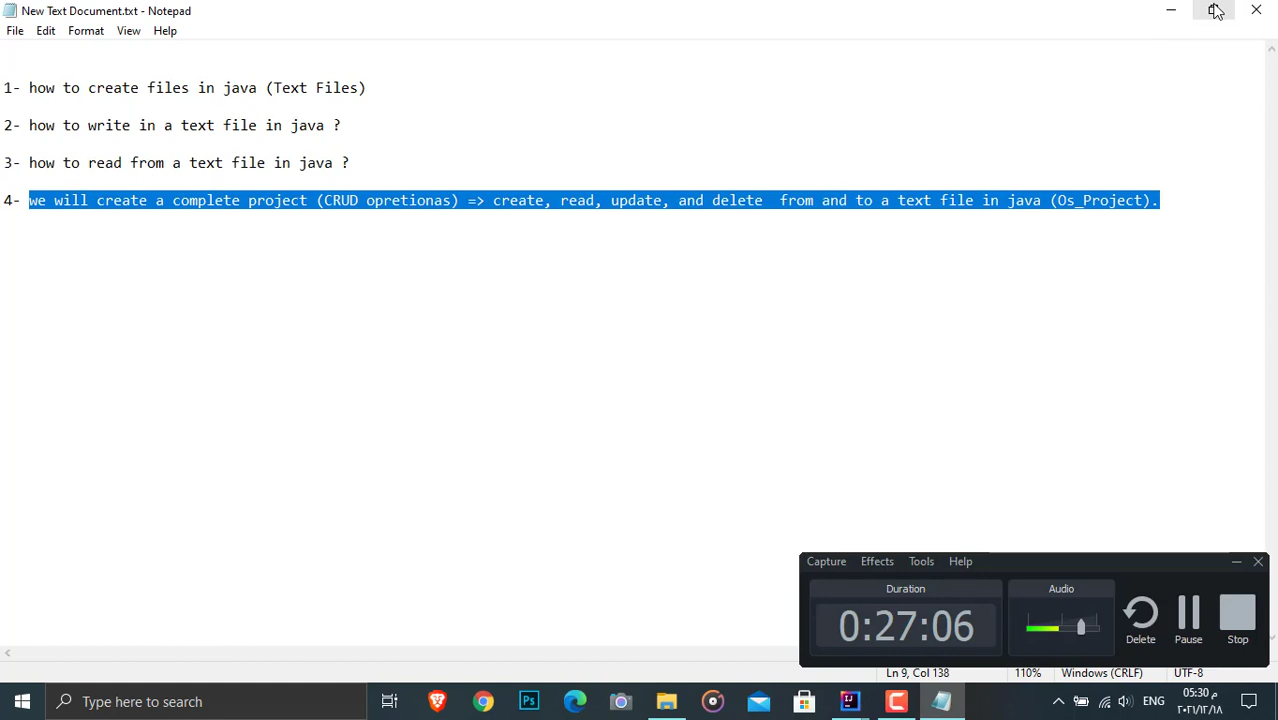 New Text Document.txt - Notepad
File Edit Format View Help
1- how to create files in java (Text Files)
2- how to write in a text file in java ?
3- how to read from a text file in java ?
4- we will create a complete project (CRUD opretionas) => create, read, update, and delete  from and to a text file in java (Os_Project).
Capture Effects Tools Help
Duration
Audio
0:27:06
Delete Pause Stop
Ln 9, Col 138 110% Windows (CRLF) UTF-8
Type here to search
Ps
ENG
05:30 م
٢٠٢١/١٢/١٨